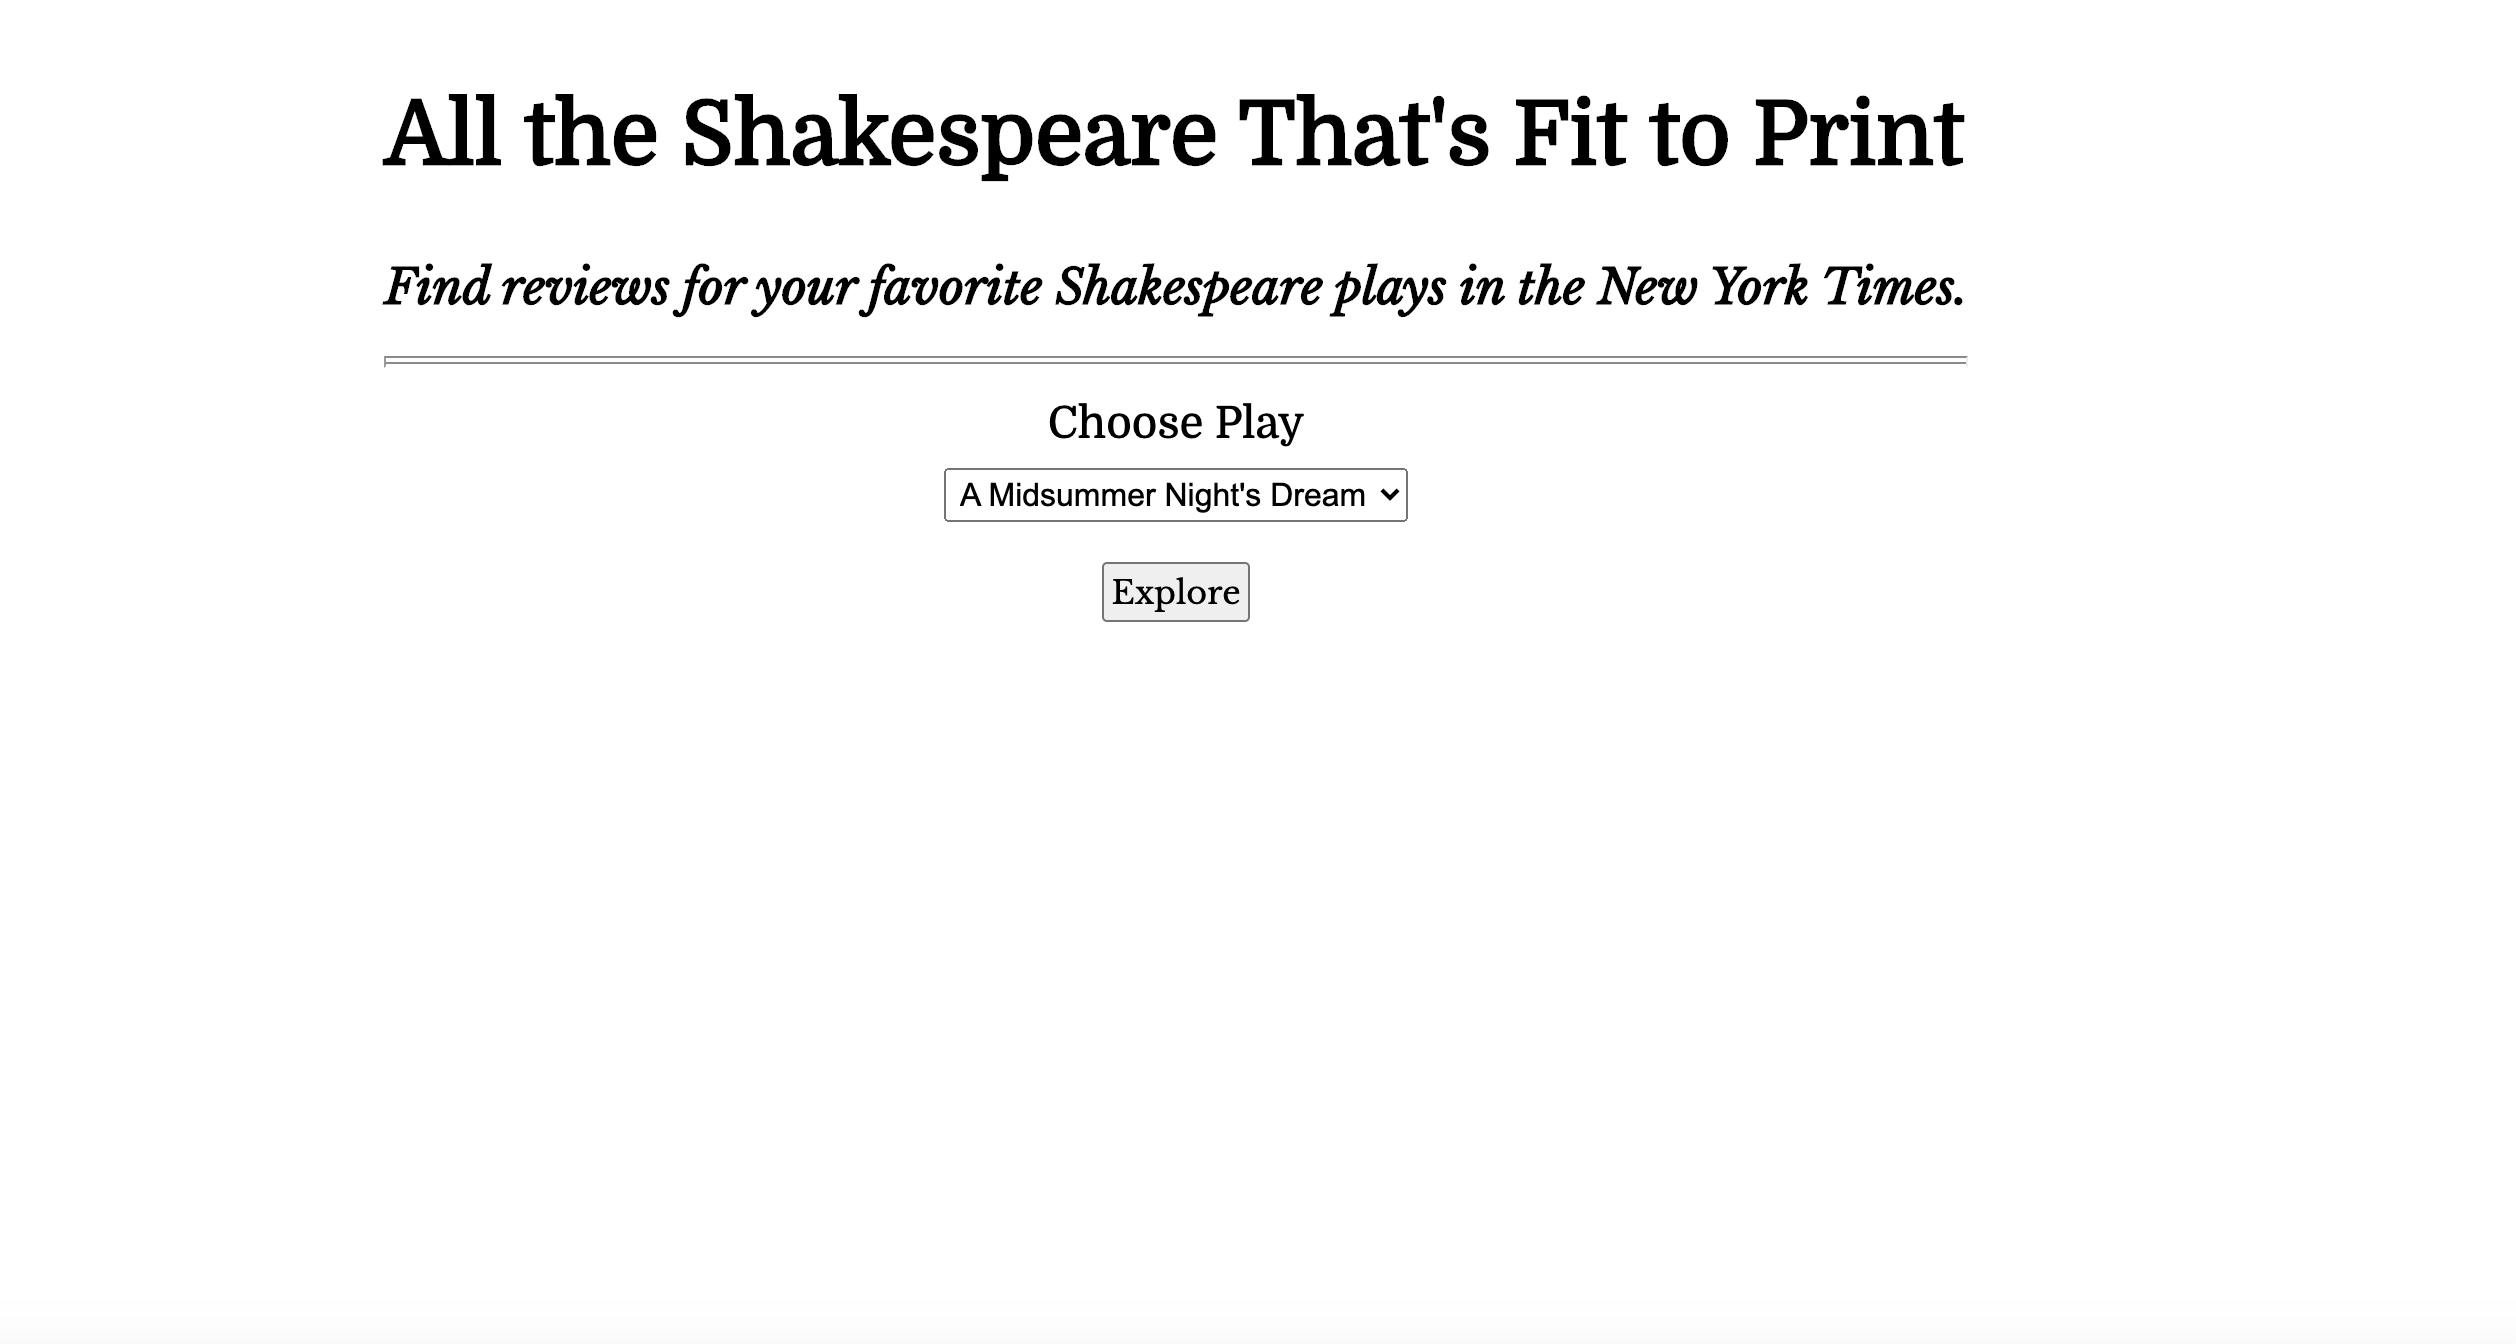 All the Shakespeare That's Fit to Print
Find reviews for your favorite Shakespeare plays in the New York Times.
Choose Play
A Midsummer Night's Dream
Explore